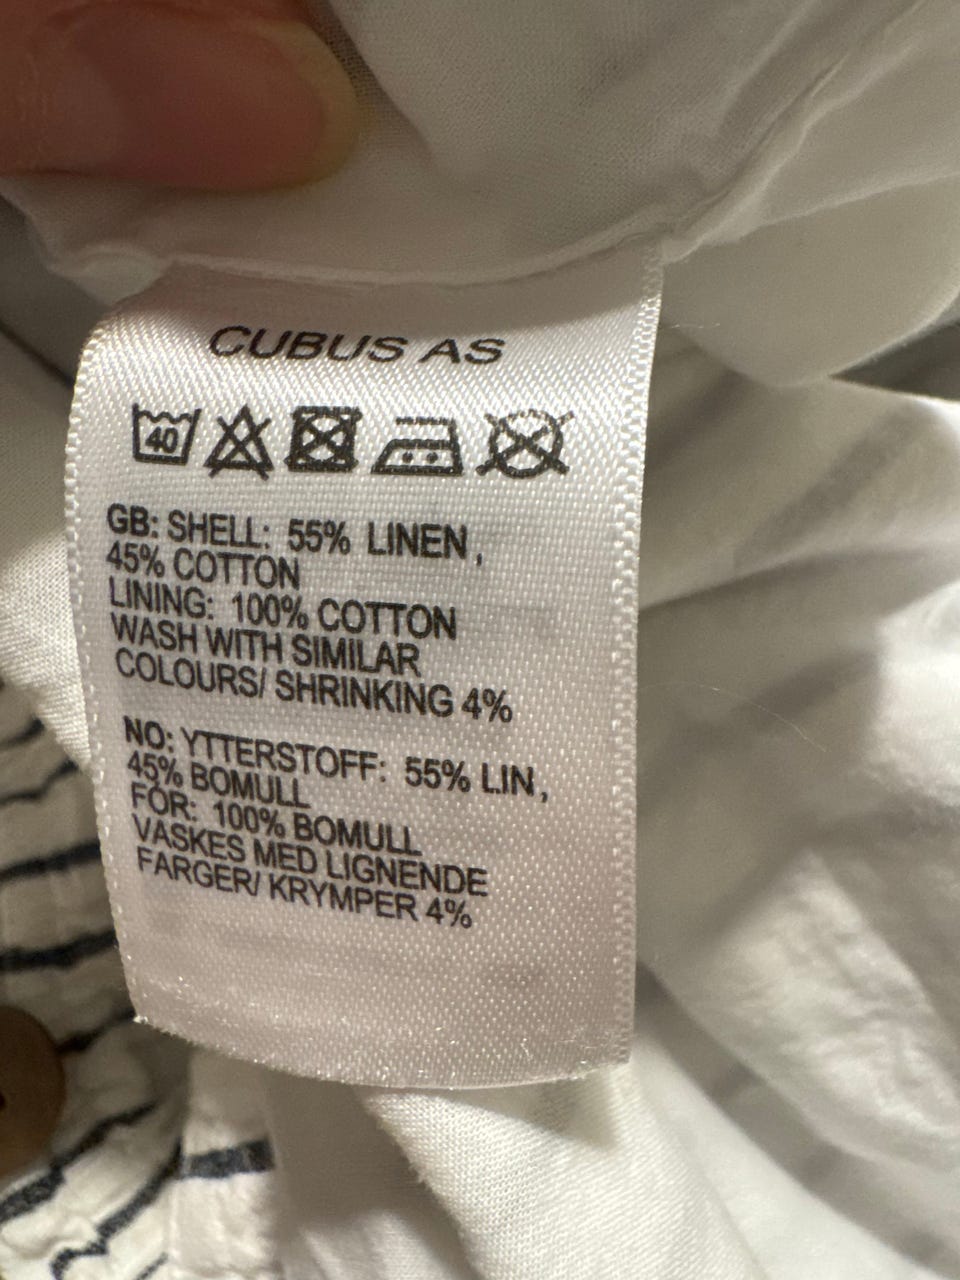 CUBUS AS
40
GB: SHELL: 55% LINEN,
45% COTTON
LINING: 100% COTTON
WASH WITH SIMILAR
COLOURS/ SHRINKING 4%
NO: YTTERSTOFF: 55% LIN,
45% BOMULL
FÔR: 100% BOMULL
VASKES MED LIGNENDE
FARGER/ KRYMPER 4%